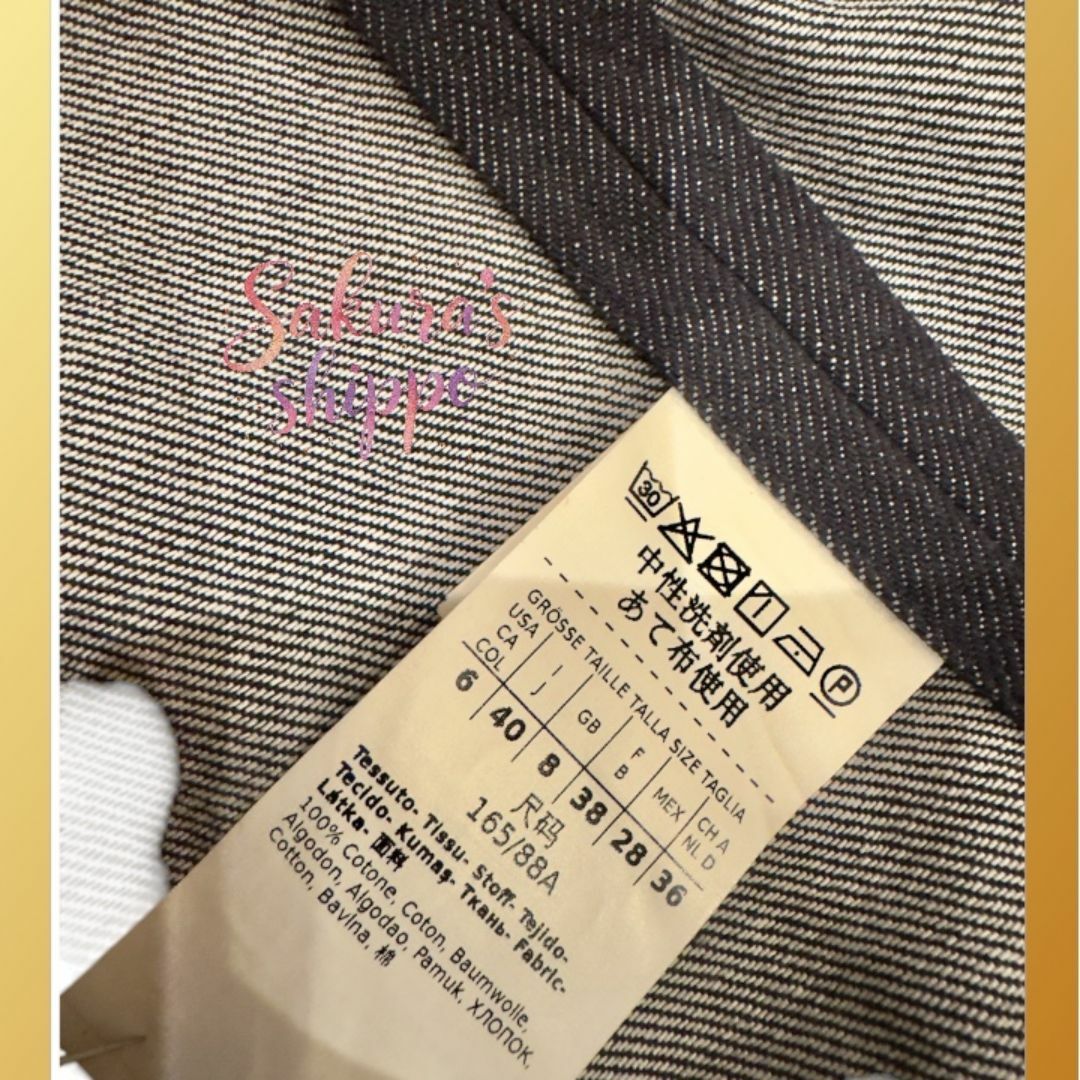 Sakura's
shippo
30
P
中性洗剤使用
あて布使用
GRÖSSE TAILLE TALLA SIZE TAGLIA
USA CA COL
I J
GB
F B
MEX
CH A NL D
6 40 8 38 28 36
尺码
165/88A
Tessuto- Tissu- Stoff- Tejido-
Tecido- Kumaş- Ткань- Fabric-
Látka- 面料
100% Cotone, Coton, Baumwolle,
Algodon, Algodao, Pamuk, ХЛОПОК,
Cotton, Bavlna, 棉